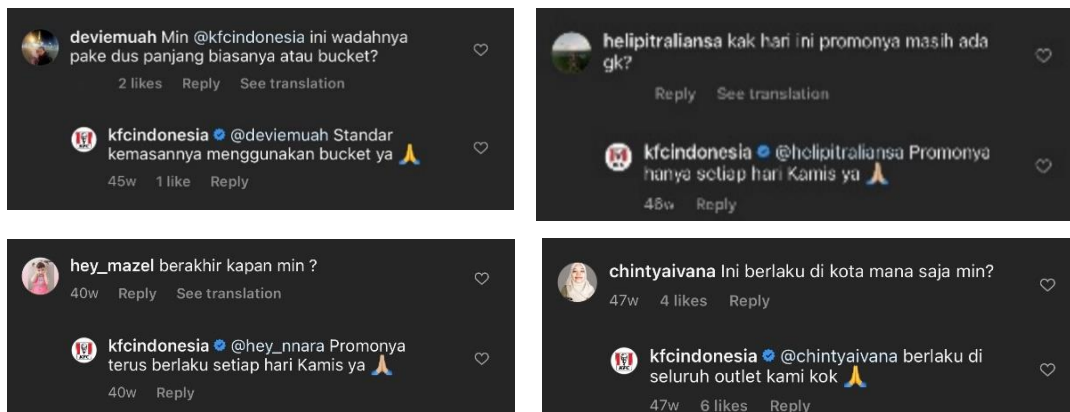 deviemuah Min @kfcindonesia ini wadahnya
pake dus panjang biasanya atau bucket?
2 likes Reply See translation
kfcindonesia @deviemuah Standar
kemasannya menggunakan bucket ya 🙏
45w 1 like Reply
helipitraliansa kak hari ini promonya masih ada
gk?
Reply See translation
kfcindonesia @helipitraliansa Promonya
hanya setiap hari Kamis ya 🙏🏼
46w Reply
hey_mazel berakhir kapan min ?
40w Reply See translation
kfcindonesia @hey_nnara Promonya
terus berlaku setiap hari Kamis ya 🙏🏼
40w Reply
chintyaivana Ini berlaku di kota mana saja min?
47w 4 likes Reply
kfcindonesia @chintyaivana berlaku di
seluruh outlet kami kok 🙏
47w 6 likes Reply